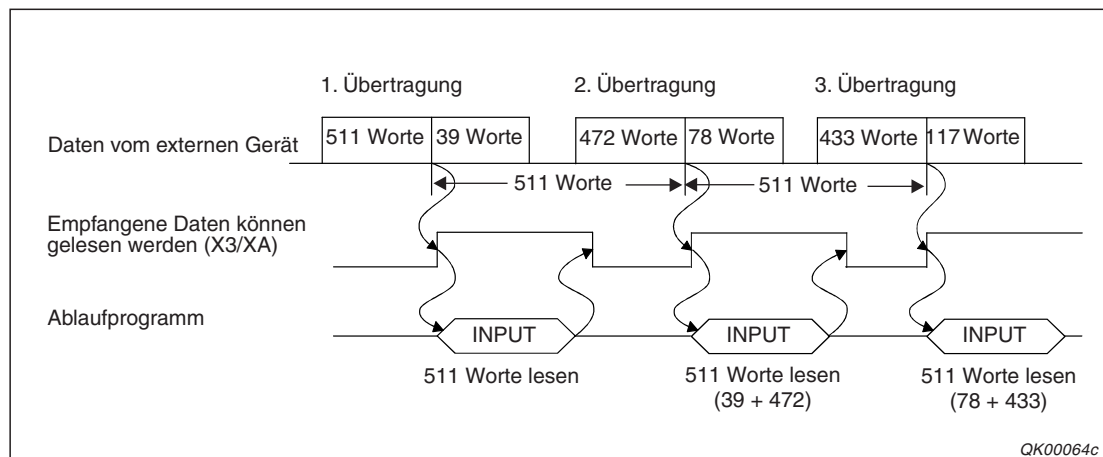 1. Übertragung 2. Übertragung 3. Übertragung
Daten vom externen Gerät
511 Worte 39 Worte 472 Worte 78 Worte 433 Worte 117 Worte
511 Worte 511 Worte
Empfangene Daten können
gelesen werden (X3/XA)
Ablaufprogramm
INPUT INPUT INPUT
511 Worte lesen 511 Worte lesen 511 Worte lesen
(39 + 472) (78 + 433)
QK00064c